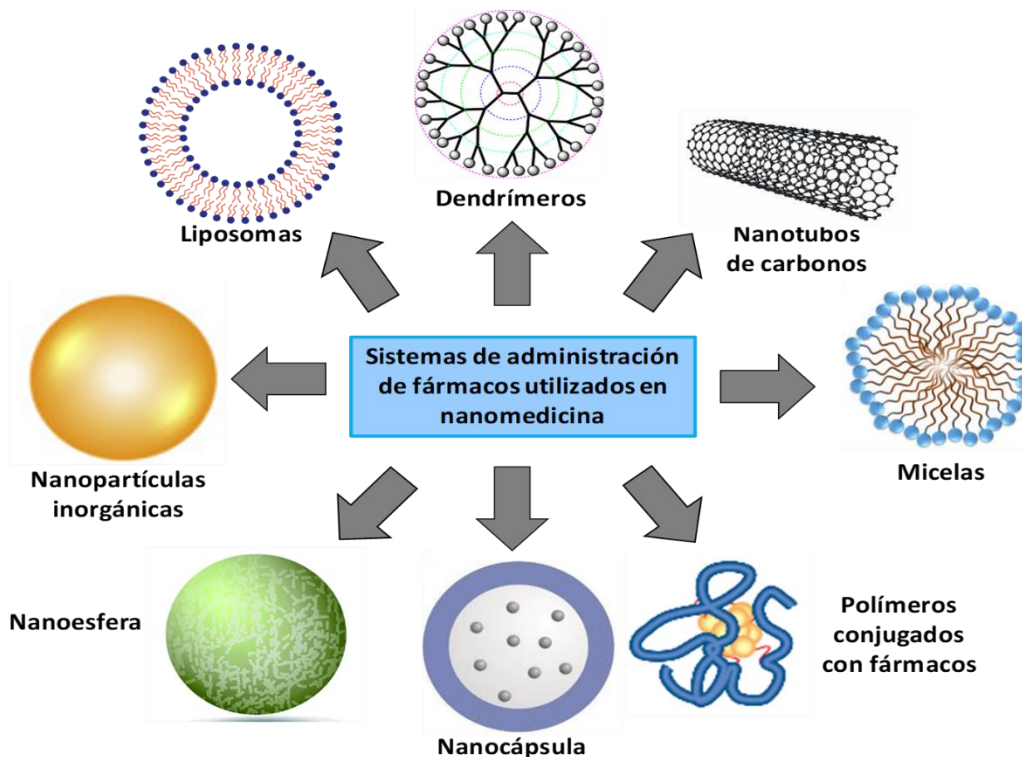 Dendrímeros
Liposomas
Nanotubos
de carbonos
Sistemas de administración
de fármacos utilizados en
nanomedicina
Nanopartículas
inorgánicas
Micelas
Nanoesfera
Polímeros
conjugados
con fármacos
Nanocápsula